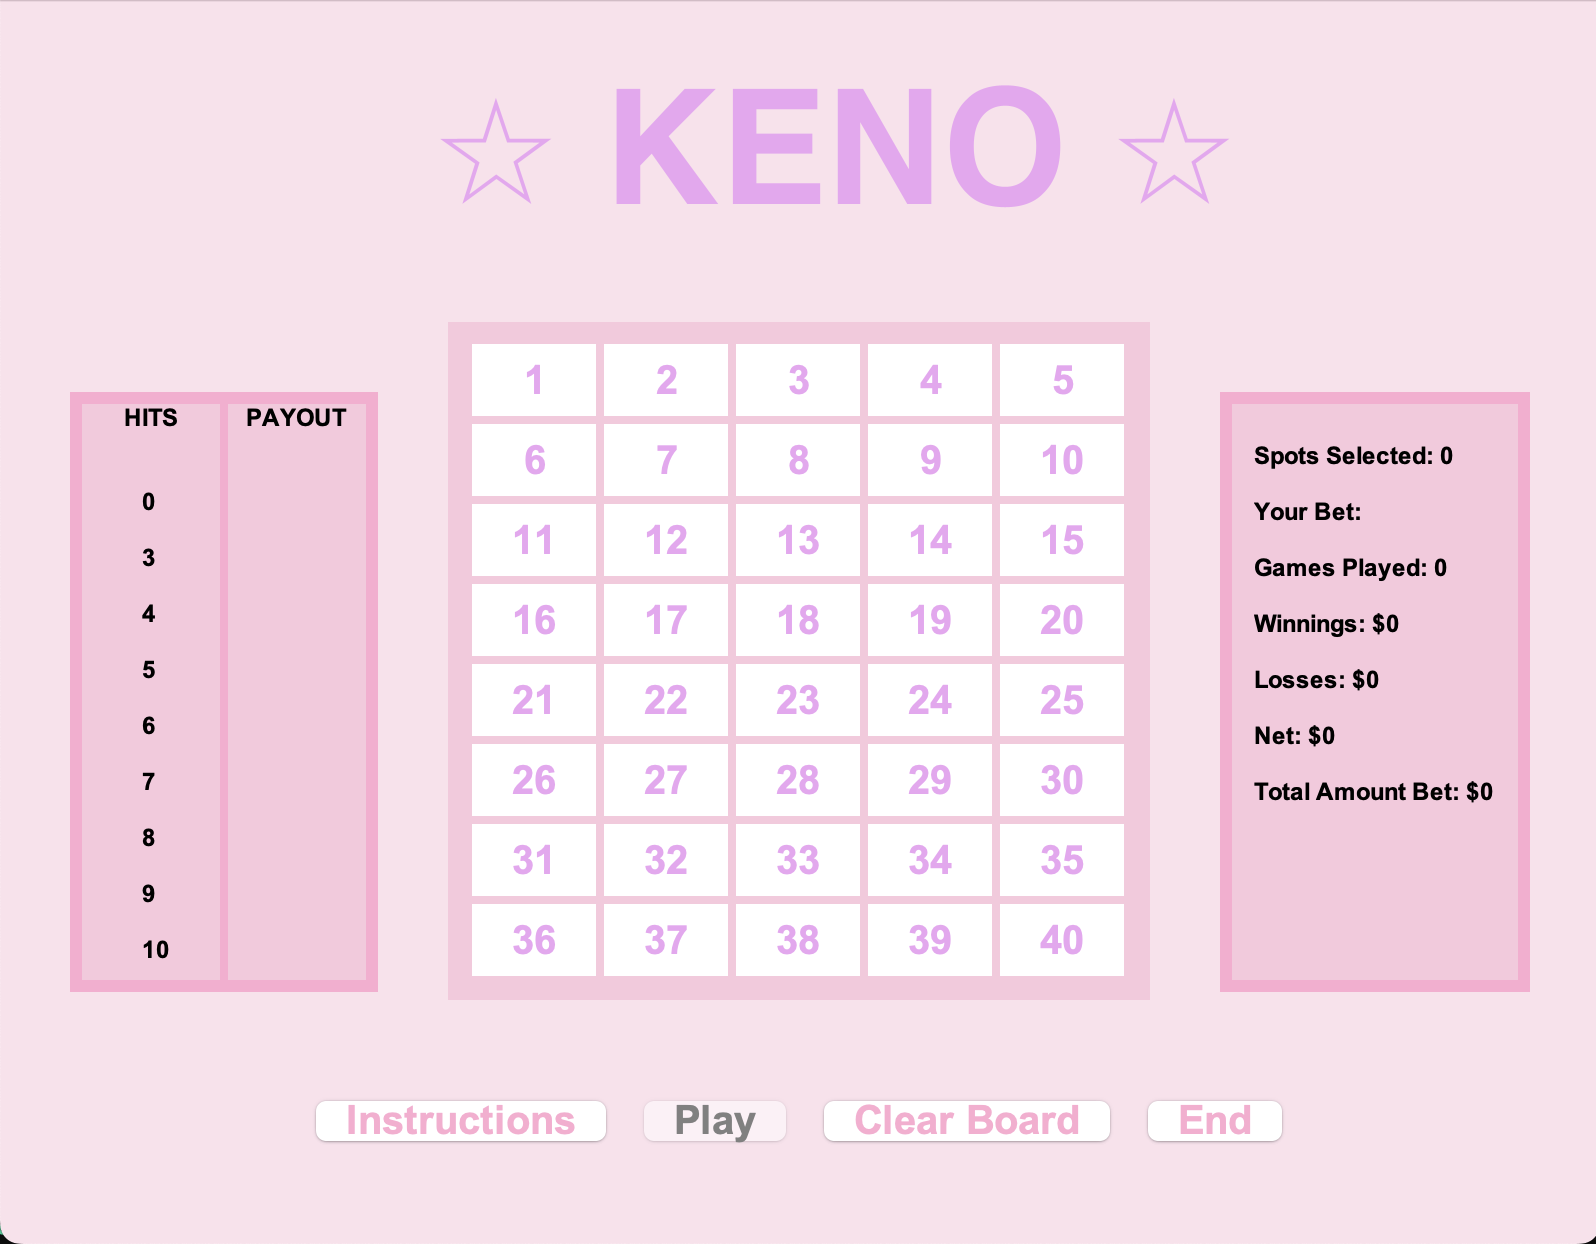 ☆ KENO ☆
HITS PAYOUT
0
3
4
5
6
7
8
9
10
1 2 3 4 5
6 7 8 9 10
11 12 13 14 15
16 17 18 19 20
21 22 23 24 25
26 27 28 29 30
31 32 33 34 35
36 37 38 39 40
Spots Selected: 0
Your Bet:
Games Played: 0
Winnings: $0
Losses: $0
Net: $0
Total Amount Bet: $0
Instructions Play Clear Board End